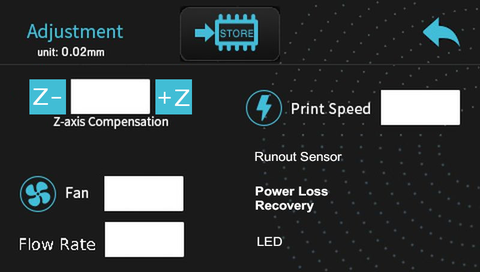 Adjustment
unit: 0.02mm
STORE
Z-
+Z
Z-axis Compensation
Print Speed
Runout Sensor
Fan
Power Loss
Recovery
Flow Rate
LED